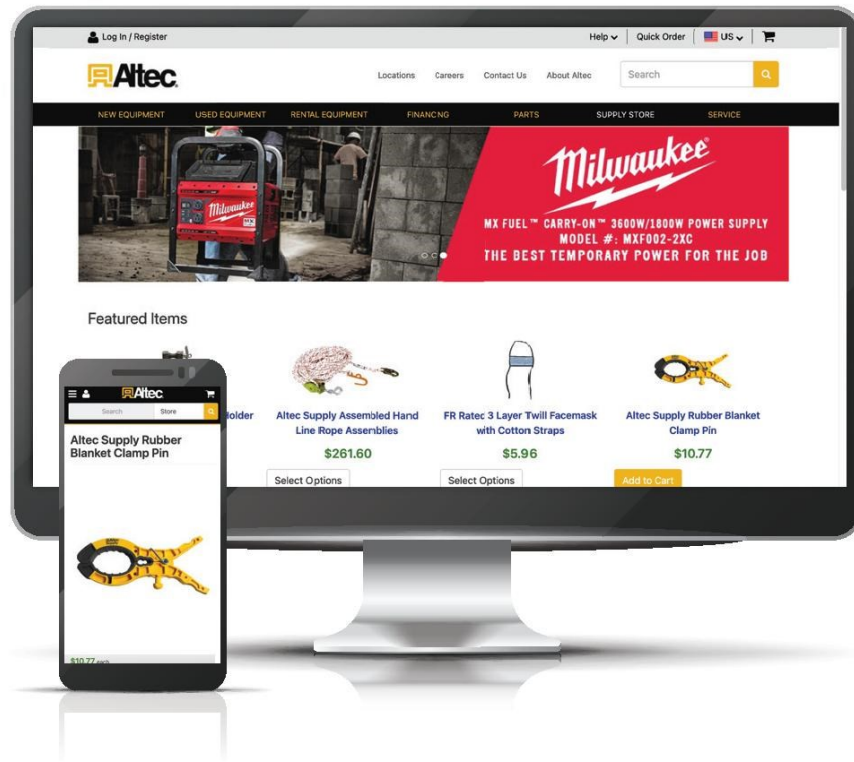 Log In / Register
Help
Quick Order
US
Altec
Locations
Careers
Contact Us
About Altec
Search
NEW EQUIPMENT
USED EQUIPMENT
RENTAL EQUIPMENT
FINANCNG
PARTS
SUPPLY STORE
SERVICE
Milwaukee
Milwaukee
MX FUEL™ CARRY-ON™ 3600W/1800W POWER SUPPLY
MODEL #: MXF002-2XC
THE BEST TEMPORARY POWER FOR THE JOB
Featured Items
Holder
Altec Supply Assembled Hand
Line Rope Assemblies
$261.60
Select Options
FR Ratec 3 Layer Twill Facemask
with Cotton Straps
$5.96
Select Options
Altec Supply Rubber Blanket
Clamp Pin
$10.77
Add to Cart
Altec
Search
Store
Altec Supply Rubber
Blanket Clamp Pin
$10.77 each